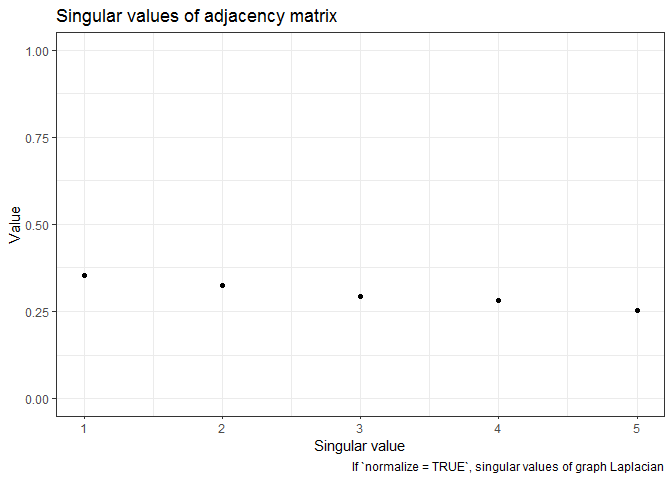 Singular values of adjacency matrix
1.00
0.75
0.50
0.25
0.00
Value
1 2 3 4 5
Singular value
If `normalize = TRUE`, singular values of graph Laplacian